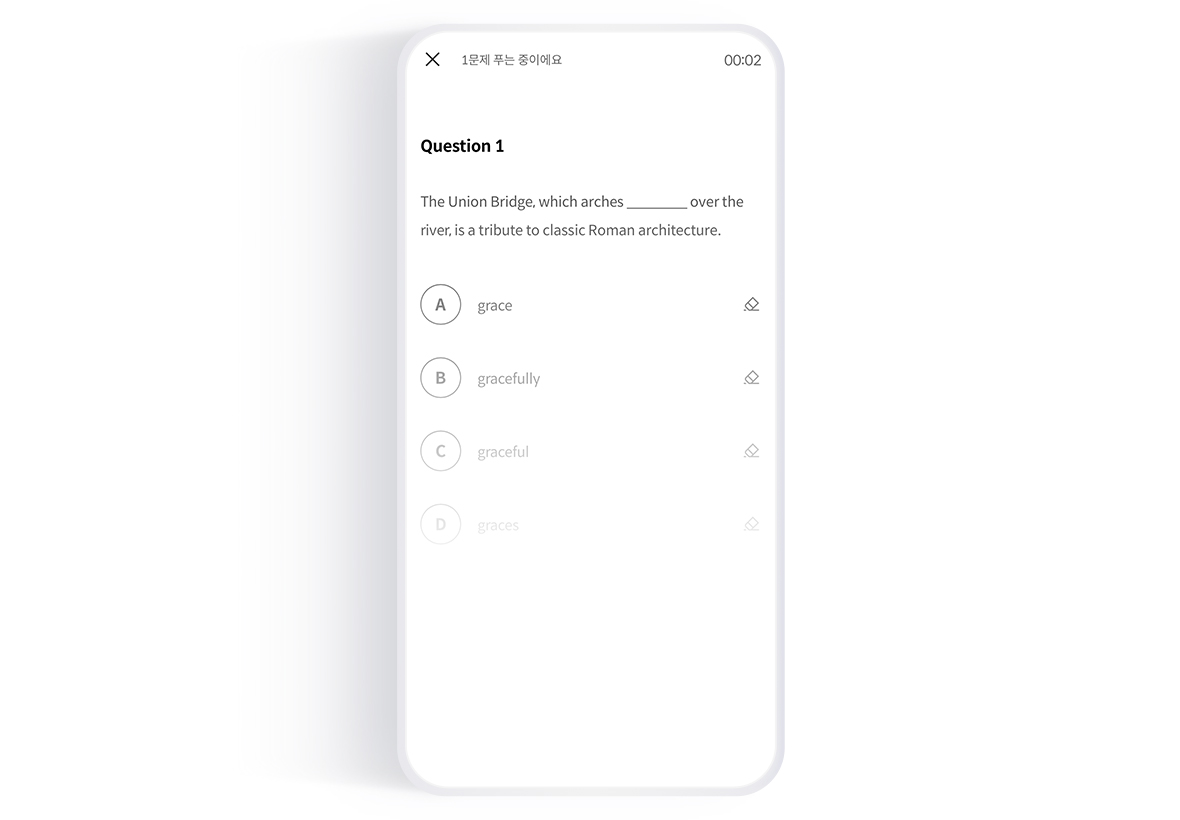 1문제 푸는 중이에요
00:02
Question 1
The Union Bridge, which arches ________ over the
river, is a tribute to classic Roman architecture.
A grace
B gracefully
C graceful
D graces